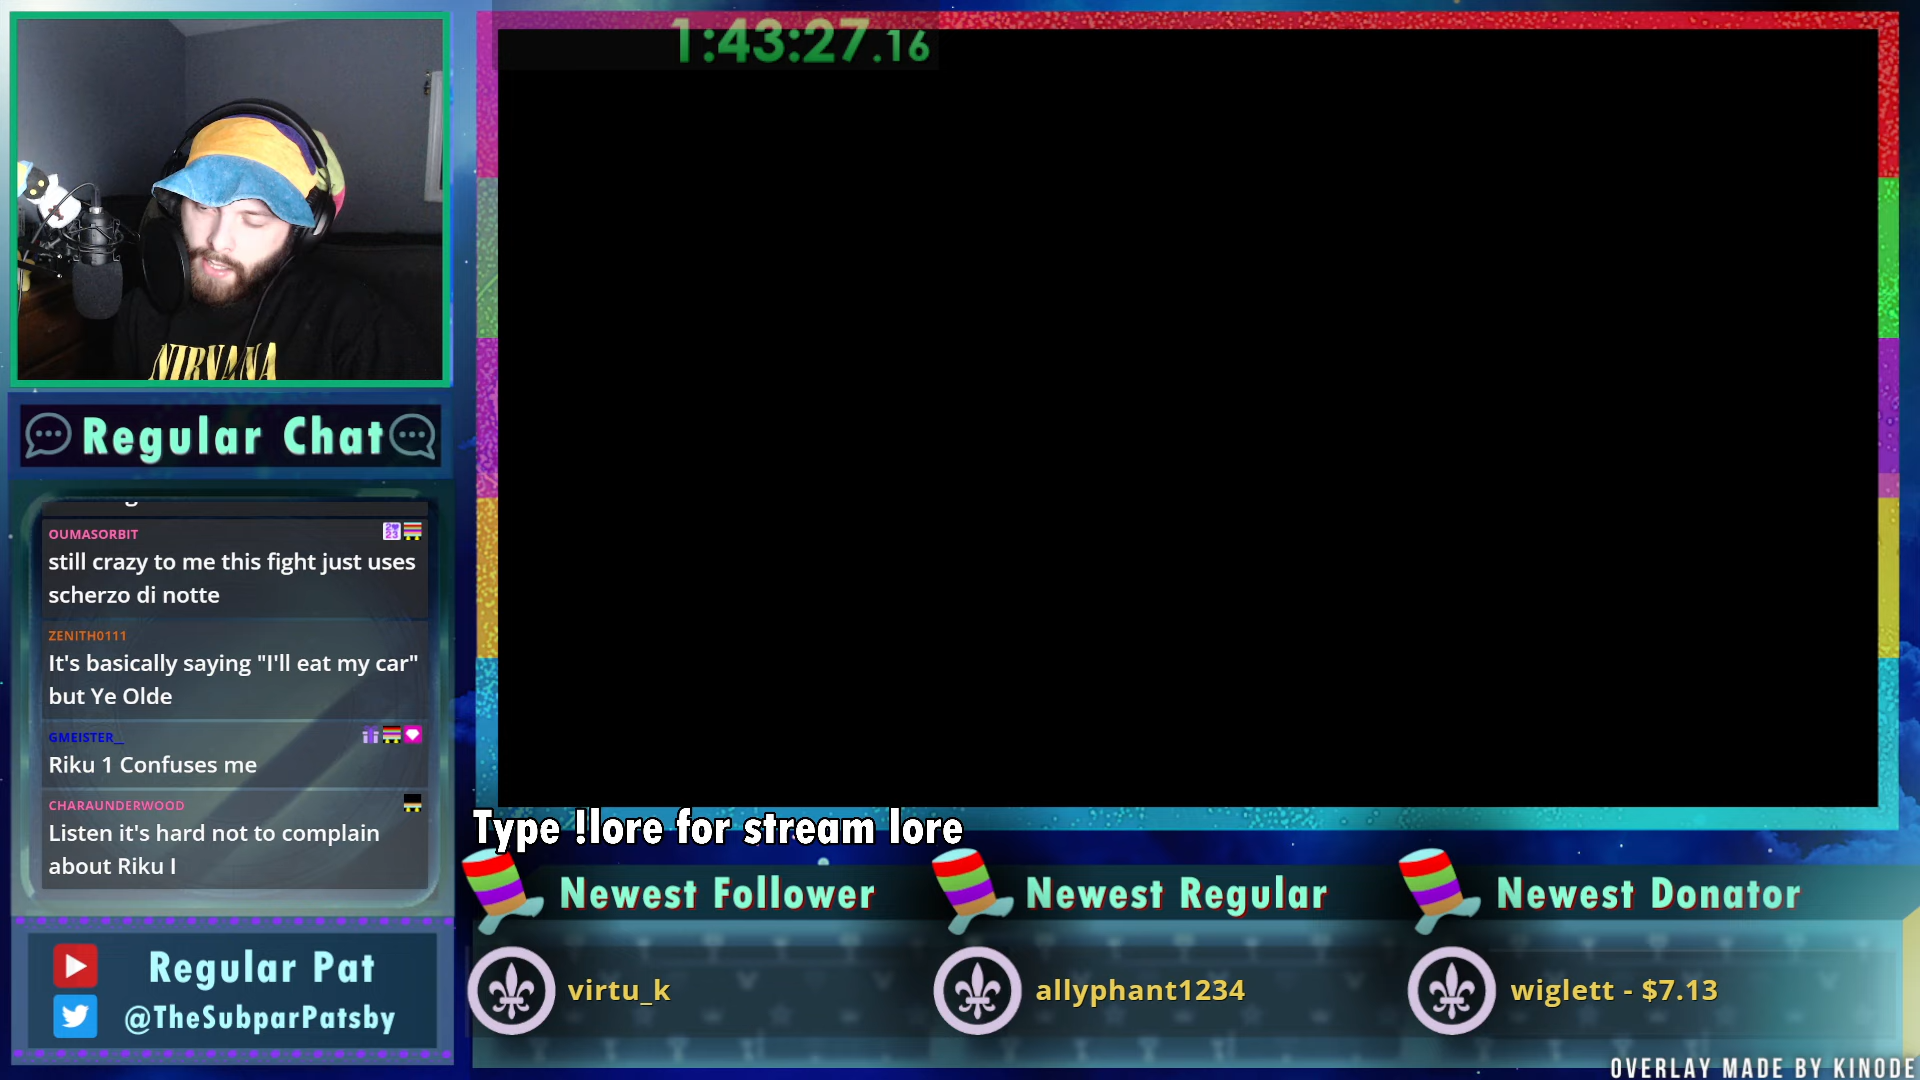 1:43:27.16
NIRVANA
Regular Chat
OUMASORBIT
still crazy to me this fight just uses
scherzo di notte
ZENITH0111
It's basically saying "I'll eat my car"
but Ye Olde
GMEISTER__
Riku 1 Confuses me
CHARAUNDERWOOD
Listen it's hard not to complain
about Riku I
Regular Pat
@TheSubparPatsby
Type !lore for stream lore
Newest Follower
virtu_k
Newest Regular
allyphant1234
Newest Donator
wiglett - $7.13
OVERLAY MADE BY KINODE